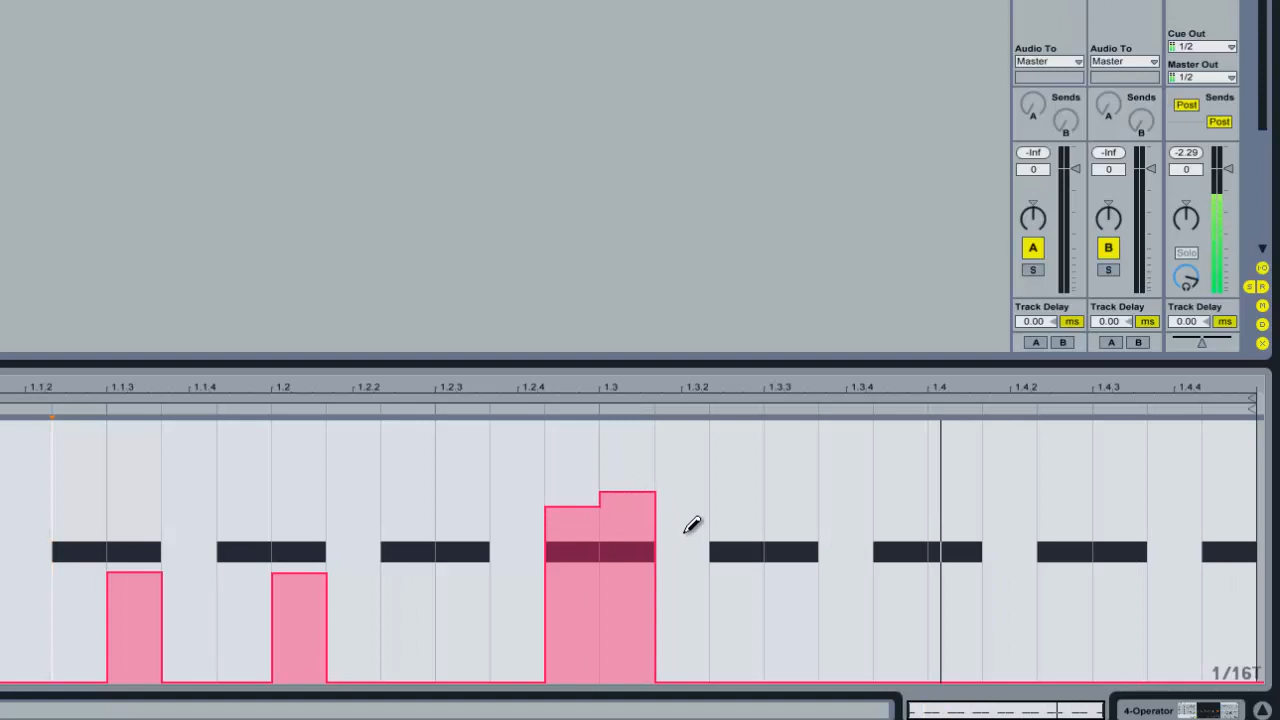 Cue Out
1/2
Audio To Audio To Master Out
Master Master 1/2
Sends Sends Post Sends
A A
B B Post
-Inf -Inf -2.29
0 0 0
A B Solo
S S
IO
S R
M
D
X
Track Delay Track Delay Track Delay
0.00 ms 0.00 ms 0.00 ms
A B A B
1.1.2 1.1.3 1.1.4 1.2 1.2.2 1.2.3 1.2.4 1.3 1.3.2 1.3.3 1.3.4 1.4 1.4.2 1.4.3 1.4.4
1/16T
4-Operator